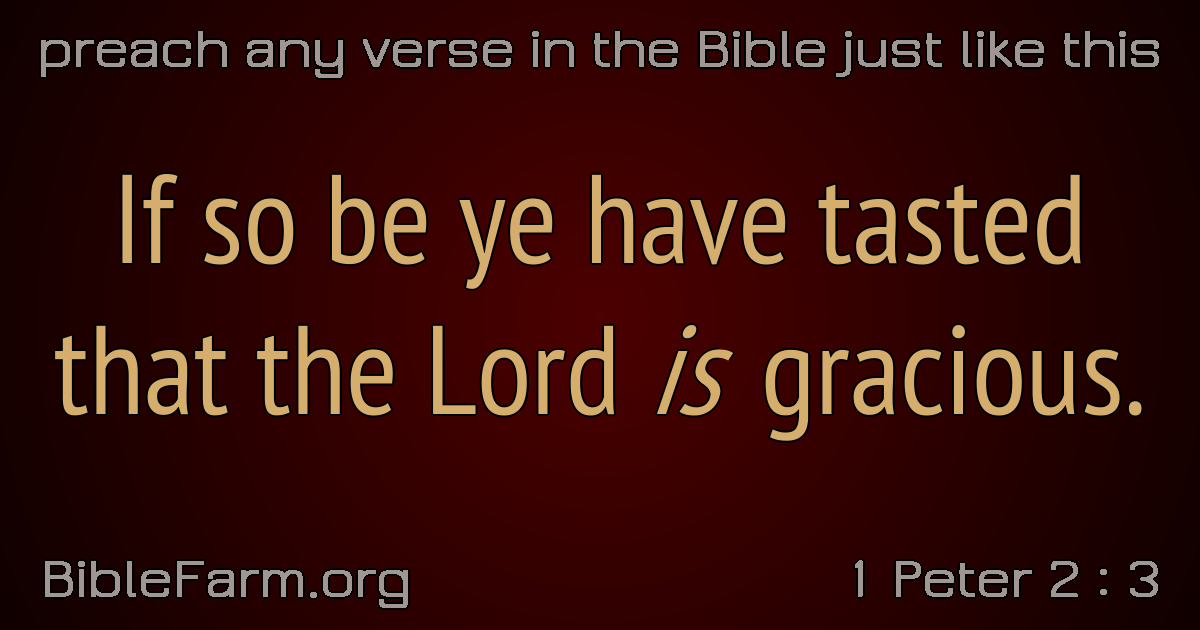 preach any verse in the Bible just like this
If so be ye have tasted
that the Lord is gracious.
BibleFarm.org
1 Peter 2 : 3